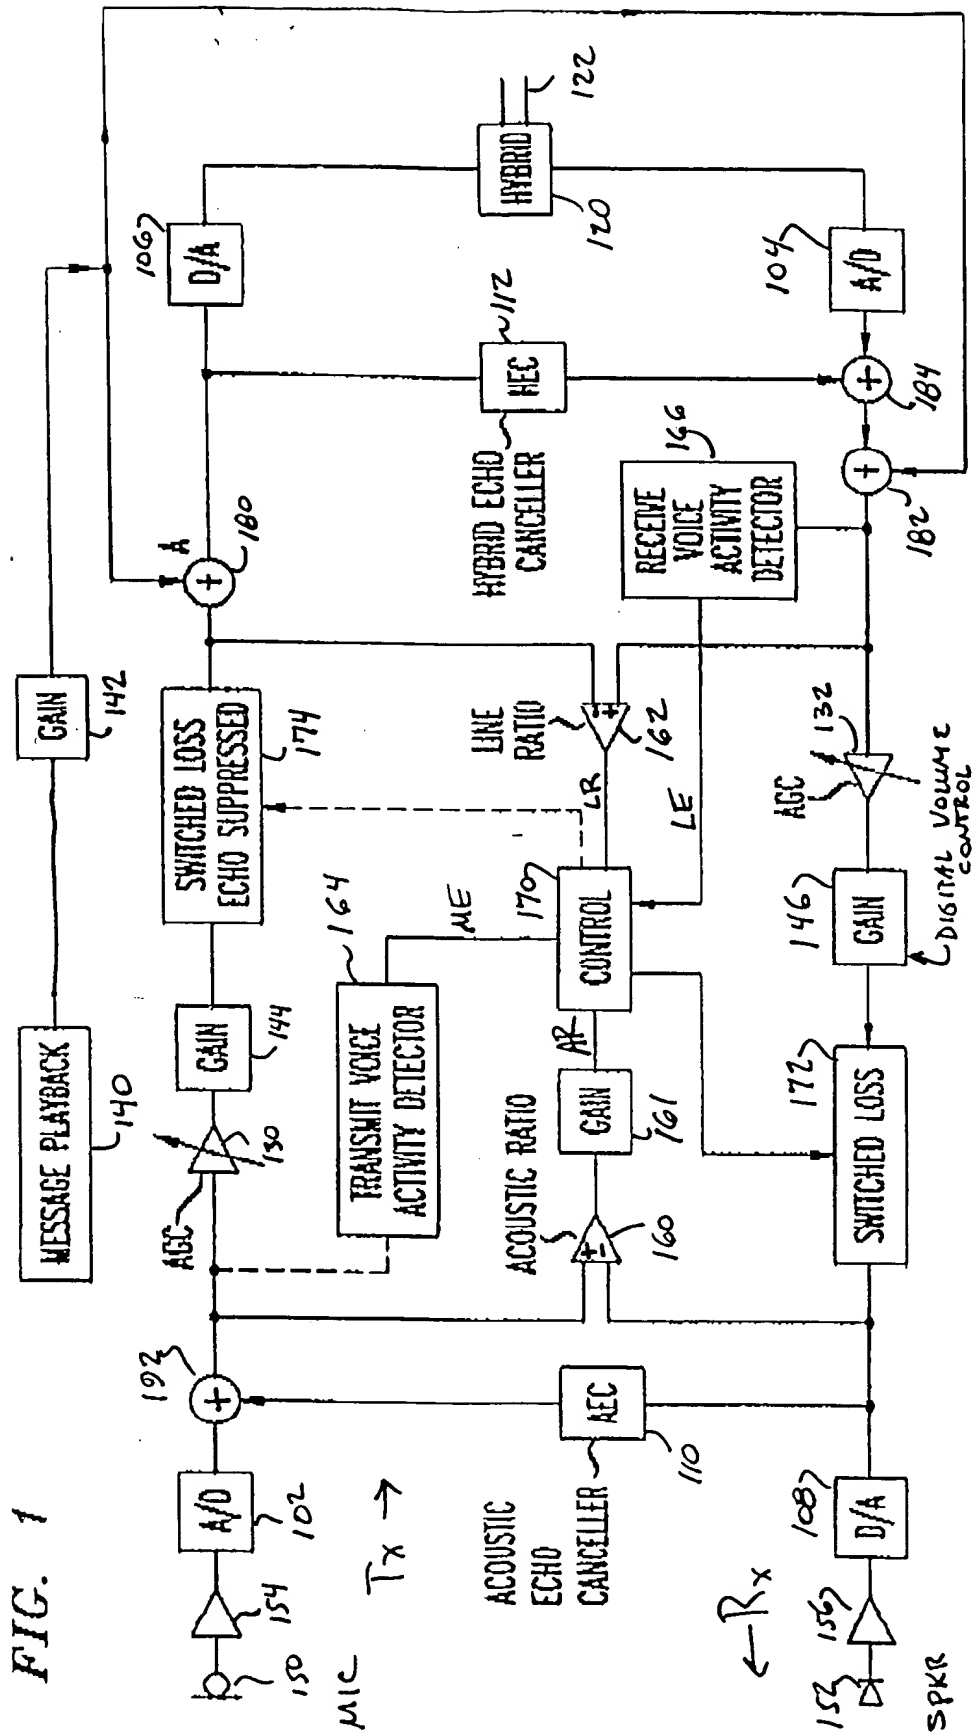 FIG. 1
MESSAGE PLAYBACK
140
GAIN
142
MIC
150
154
A/D
102
192
AGC
130
GAIN
144
SWITCHED LOSS
ECHO SUPPRESSED
174
A
180
D/A
106
Tx →
TRANSMIT VOICE
ACTIVITY DETECTOR
164
ME
ACOUSTIC
ECHO
CANCELLER
AEC
110
ACOUSTIC RATIO
160
GAIN
161
AR
CONTROL
170
LR
LINE
RATIO
162
LE
HYBRID ECHO
CANCELLER
HEC
112
HYBRID
120
122
RECEIVE
VOICE
ACTIVITY
DETECTOR
166
← Rx
SPKR
152
156
D/A
108
SWITCHED LOSS
172
GAIN
146
DIGITAL VOLUME
CONTROL
AGC
132
182
184
A/D
104